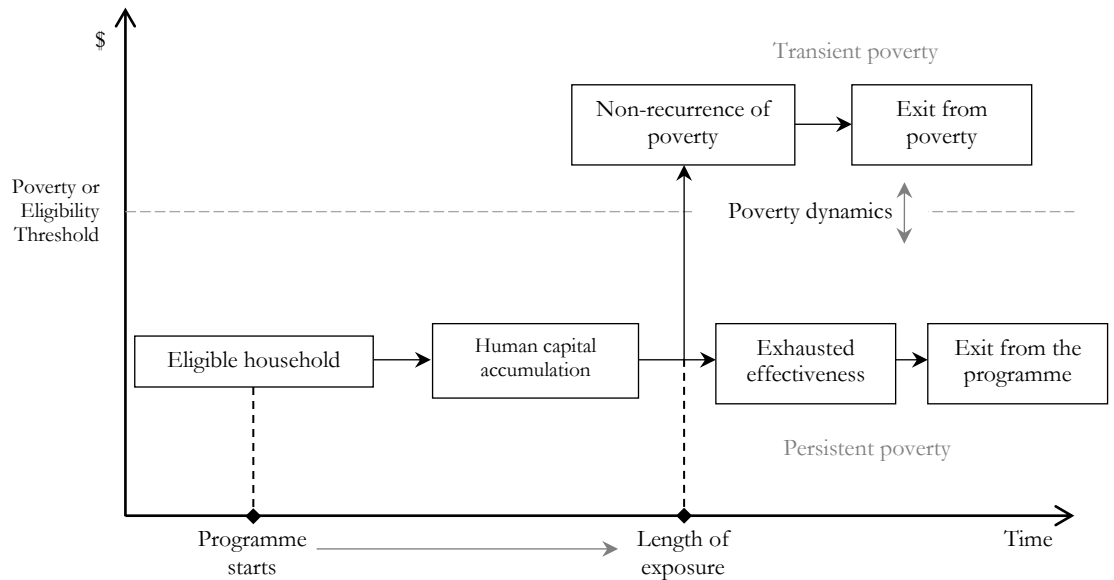 $
Transient poverty
Non-recurrence of
poverty
Exit from
poverty
Poverty or
Eligibility
Threshold
Poverty dynamics
Eligible household
Human capital
accumulation
Exhausted
effectiveness
Exit from the
programme
Persistent poverty
Programme
starts
Length of
exposure
Time